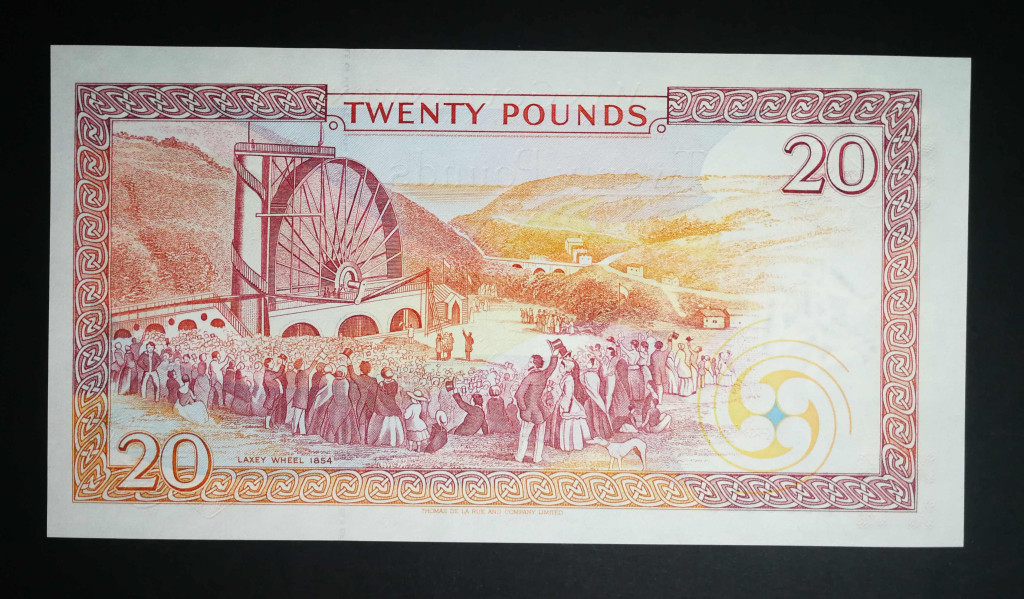 TWENTY POUNDS
20
20
LAXEY WHEEL 1854
THOMAS DE LA RUE AND COMPANY LIMITED